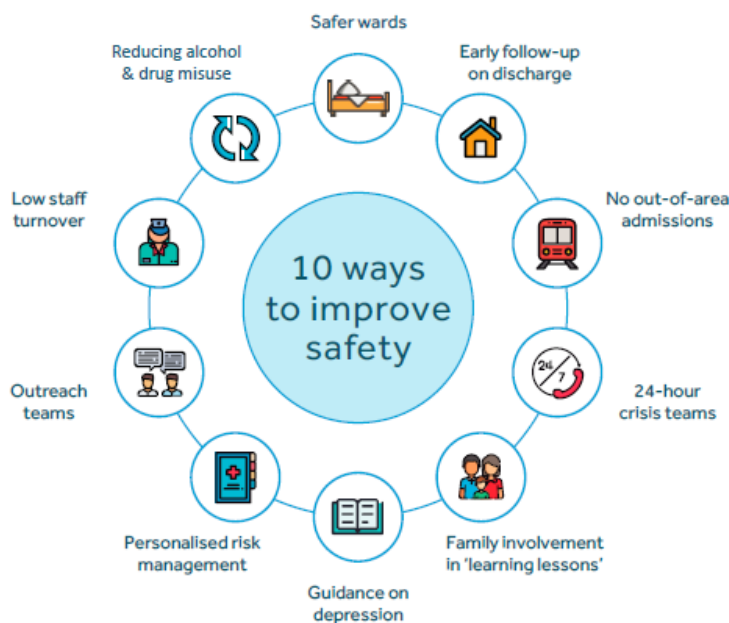 Safer wards
Reducing alcohol
& drug misuse
Early follow-up
on discharge
Low staff
turnover
No out-of-area
admissions
10 ways
to improve
safety
Outreach
teams
24/7
24-hour
crisis teams
Personalised risk
management
Family involvement
in ‘learning lessons’
Guidance on
depression